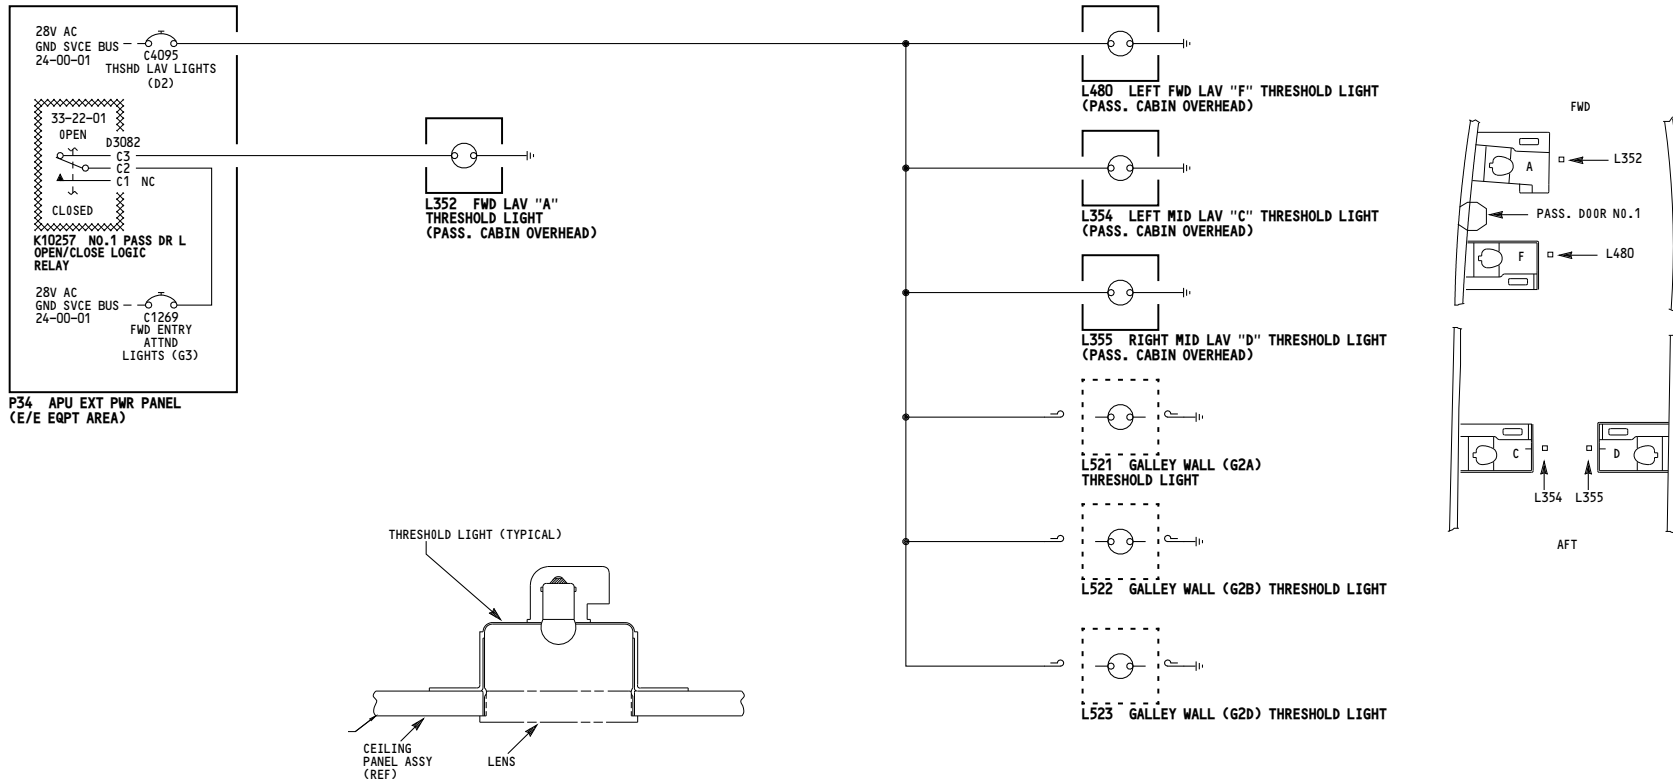 28V AC
GND SVCE BUS
24-00-01
C4095
THSHD LAV LIGHTS
(D2)
33-22-01
OPEN
D3082
C3
C2
C1 NC
CLOSED
K10257 NO.1 PASS DR L
OPEN/CLOSE LOGIC
RELAY
28V AC
GND SVCE BUS
24-00-01
C1269
FWD ENTRY
ATTND
LIGHTS (G3)
P34 APU EXT PWR PANEL
(E/E EQPT AREA)
L352 FWD LAV "A"
THRESHOLD LIGHT
(PASS. CABIN OVERHEAD)
THRESHOLD LIGHT (TYPICAL)
CEILING
PANEL ASSY
(REF)
LENS
L480 LEFT FWD LAV "F" THRESHOLD LIGHT
(PASS. CABIN OVERHEAD)
L354 LEFT MID LAV "C" THRESHOLD LIGHT
(PASS. CABIN OVERHEAD)
L355 RIGHT MID LAV "D" THRESHOLD LIGHT
(PASS. CABIN OVERHEAD)
L521 GALLEY WALL (G2A)
THRESHOLD LIGHT
L522 GALLEY WALL (G2B) THRESHOLD LIGHT
L523 GALLEY WALL (G2D) THRESHOLD LIGHT
FWD
A
L352
PASS. DOOR NO.1
F
L480
C
D
L354 L355
AFT